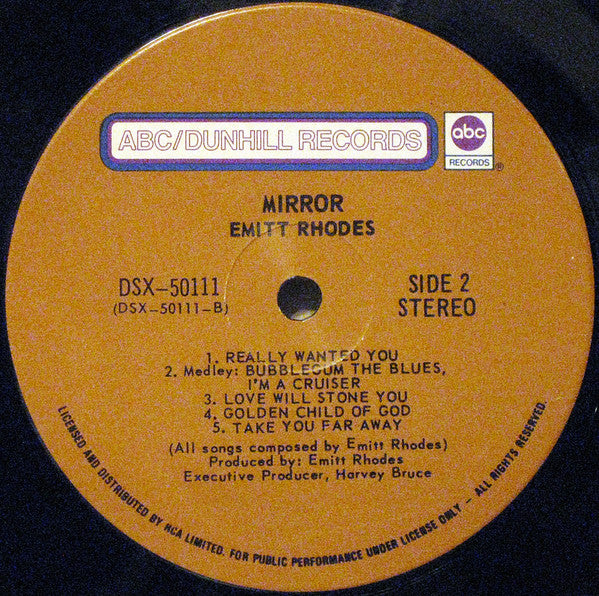 ABC/DUNHILL RECORDS
abc
RECORDS
®
MIRROR
EMITT RHODES
DSX-50111
(DSX-50111-B)
SIDE 2
STEREO
1. REALLY WANTED YOU
2. Medley: BUBBLEGUM THE BLUES,
I'M A CRUISER
3. LOVE WILL STONE YOU
4. GOLDEN CHILD OF GOD
5. TAKE YOU FAR AWAY
(All songs composed by Emitt Rhodes)
Produced by: Emitt Rhodes
Executive Producer, Harvey Bruce
LICENSED AND DISTRIBUTED BY RCA LIMITED. FOR PUBLIC PERFORMANCE UNDER LICENSE ONLY - ALL RIGHTS RESERVED.